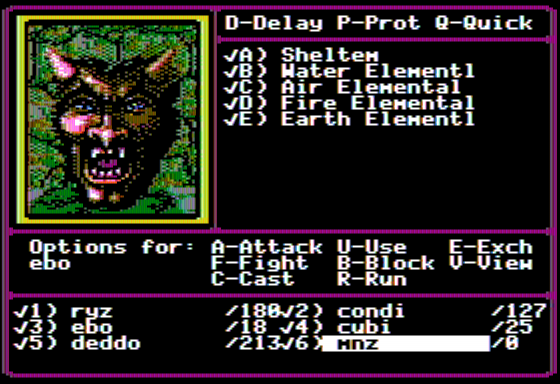 D-Delay P-Prot Q-Quick
√A) Sheltem
√B) Water Elementl
√C) Air Elemental
√D) Fire Elemental
√E) Earth Elementl
Options for: A-Attack U-Use E-Exch
ebo F-Fight B-Block V-View
C-Cast R-Run
√1) ryz /180√2) condi /127
√3) ebo /18 √4) cubi /25
√5) deddo /213√6) mnz /0